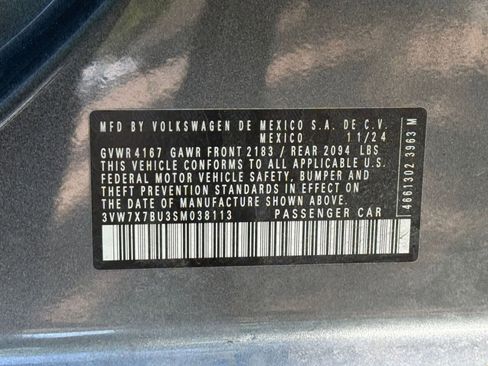 MFD BY VOLKSWAGEN DE MEXICO S.A. DE C.V.
MEXICO 11/24
GVWR 4167 GAWR FRONT 2183 / REAR 2094 LBS
THIS VEHICLE CONFORMS TO ALL APPLICABLE U.S.
FEDERAL MOTOR VEHICLE SAFETY, BUMPER AND
THEFT PREVENTION STANDARDS IN EFFECT
ON THE DATE OF MANUFACTURE SHOWN ABOVE.
3VW7X7BU3SM038113 PASSENGER CAR
4661302 3963 M